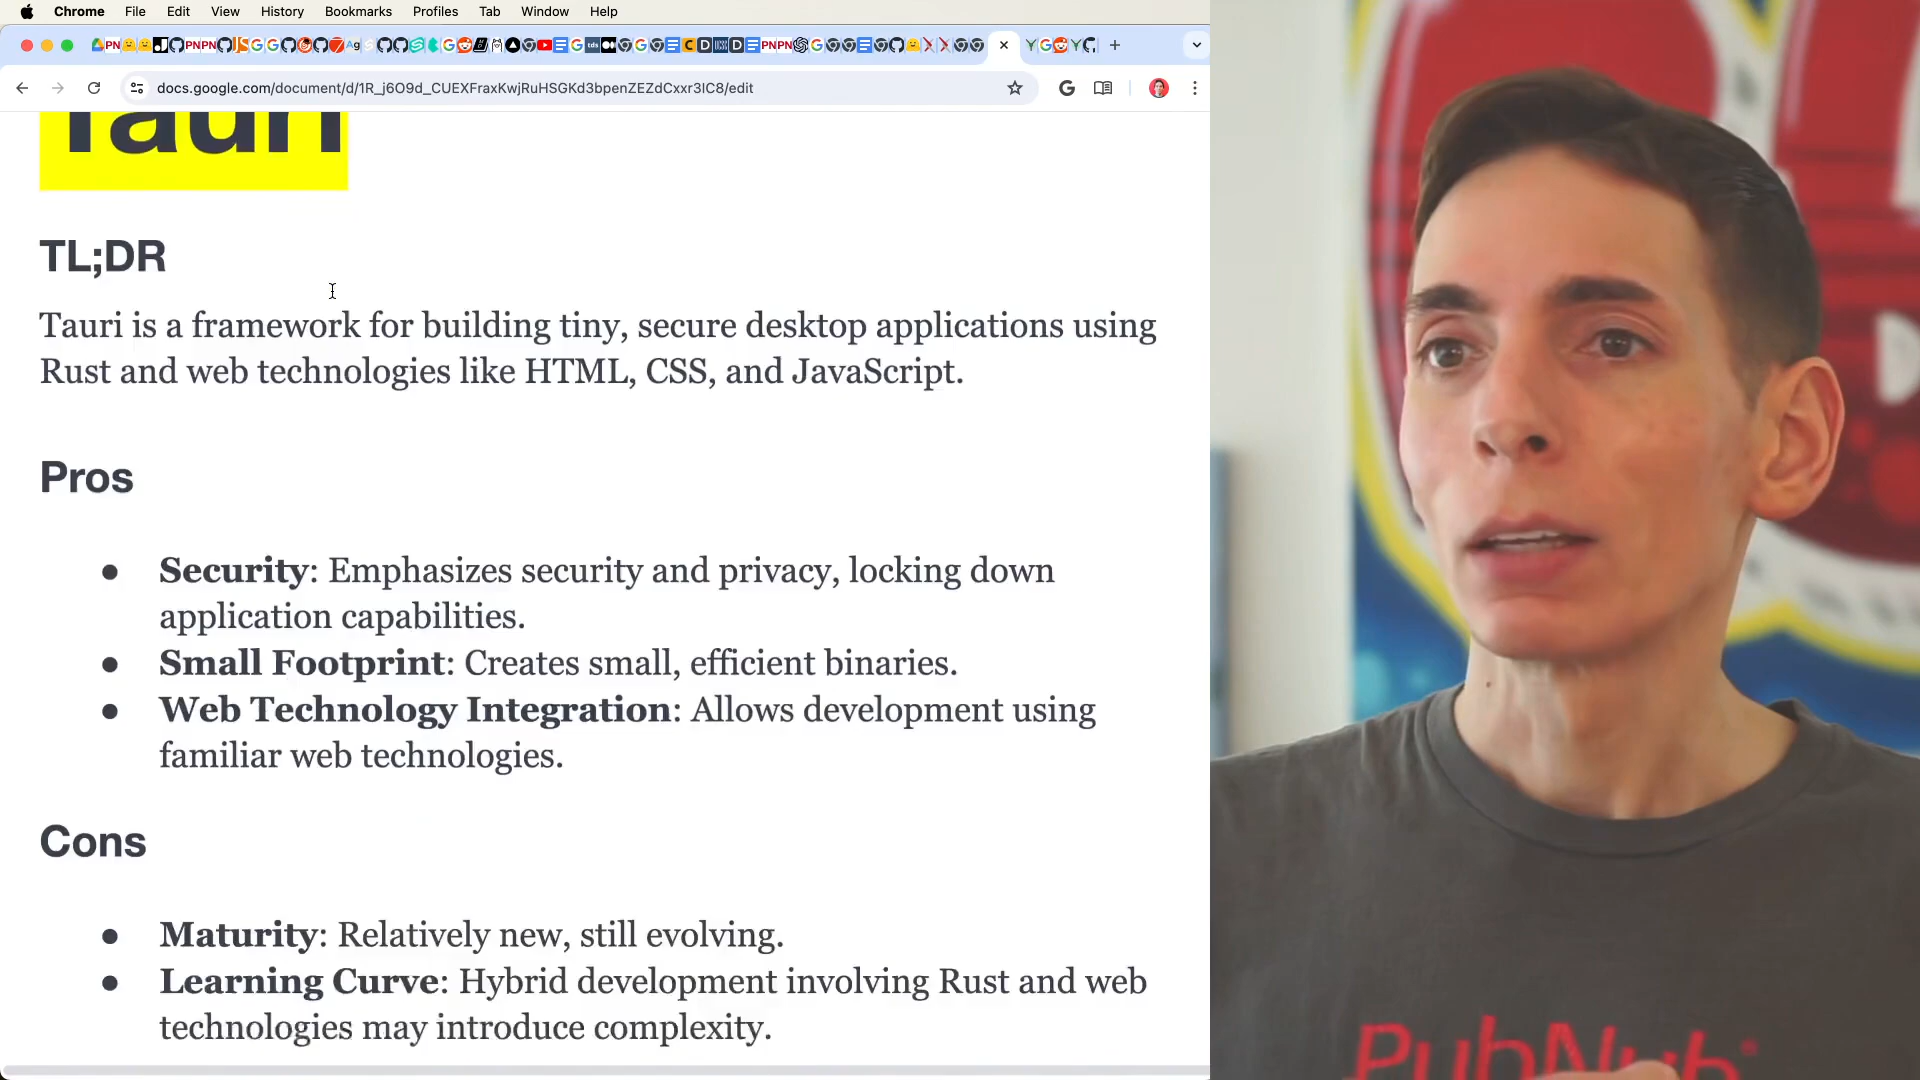 Chrome File Edit View History Bookmarks Profiles Tab Window Help
docs.google.com/document/d/1R_j6O9d_CUEXFraxKwjRuHSGKd3bpenZEZdCxxr3IC8/edit
Tauri
TL;DR
Tauri is a framework for building tiny, secure desktop applications using
Rust and web technologies like HTML, CSS, and JavaScript.
Pros
● Security: Emphasizes security and privacy, locking down
application capabilities.
● Small Footprint: Creates small, efficient binaries.
● Web Technology Integration: Allows development using
familiar web technologies.
Cons
● Maturity: Relatively new, still evolving.
● Learning Curve: Hybrid development involving Rust and web
technologies may introduce complexity.
PubNub